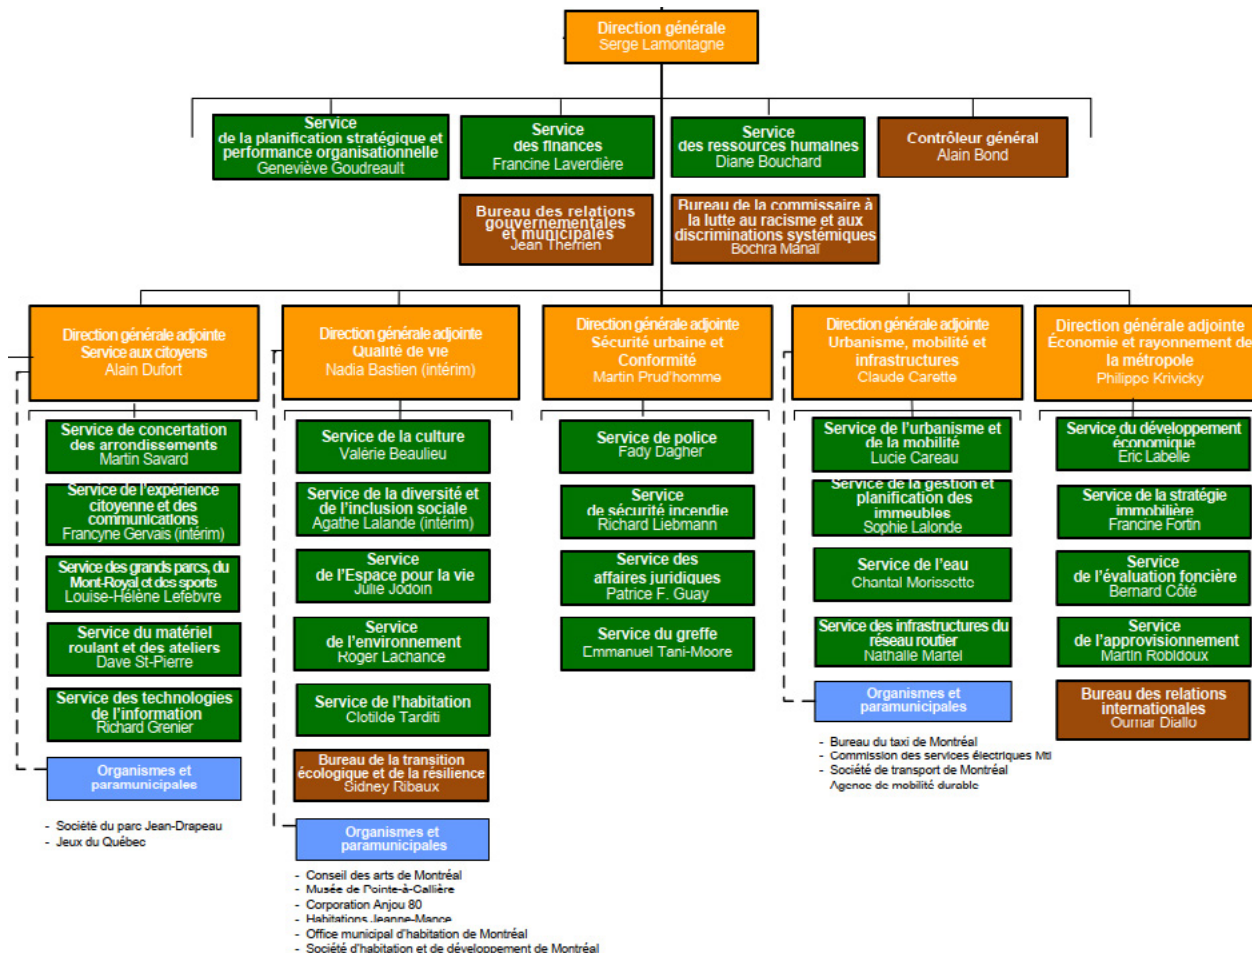 Direction générale
Serge Lamontagne
Service
de la planification stratégique et
performance organisationnelle
Geneviève Goudreault
Service
des finances
Francine Laverdière
Service
des ressources humaines
Diane Bouchard
Contrôleur général
Alain Bond
Bureau des relations
gouvernementales
et municipales
Jean Therrien
Bureau de la commissaire à
la lutte au racisme et aux
discriminations systémiques
Bochra Manaï
Direction générale adjointe
Service aux citoyens
Alain Dufort
Direction générale adjointe
Qualité de vie
Nadia Bastien (intérim)
Direction générale adjointe
Sécurité urbaine et
Conformité
Martin Prud'homme
Direction générale adjointe
Urbanisme, mobilité et
infrastructures
Claude Carette
Direction générale adjointe
Économie et rayonnement de
la métropole
Philippe Krivicky
Service de concertation
des arrondissements
Martin Savard
Service de l'expérience
citoyenne et des
communications
Francyne Gervais (intérim)
Service des grands parcs, du
Mont-Royal et des sports
Louise-Hélène Lefebvre
Service du matériel
roulant et des ateliers
Dave St-Pierre
Service des technologies
de l'information
Richard Grenier
Organismes et
paramunicipales
- Société du parc Jean-Drapeau
- Jeux du Québec
Service de la culture
Valérie Beaulieu
Service de la diversité et
de l'inclusion sociale
Agathe Lalande (intérim)
Service
de l'Espace pour la vie
Julie Jodoin
Service
de l'environnement
Roger Lachance
Service de l'habitation
Clotilde Tarditi
Bureau de la transition
écologique et de la résilience
Sidney Ribaux
Organismes et
paramunicipales
- Conseil des arts de Montréal
- Musée de Pointe-à-Callière
- Corporation Anjou 80
- Habitations Jeanne-Mance
- Office municipal d'habitation de Montréal
- Société d'habitation et de développement de Montréal
Service de police
Fady Dagher
Service
de sécurité incendie
Richard Liebmann
Service des
affaires juridiques
Patrice F. Guay
Service du greffe
Emmanuel Tani-Moore
Service de l'urbanisme et
de la mobilité
Lucie Careau
Service de la gestion et
planification des
immeubles
Sophie Lalonde
Service de l'eau
Chantal Morissette
Service des infrastructures du
réseau routier
Nathalie Martel
Organismes et
paramunicipales
- Bureau du taxi de Montréal
- Commission des services électriques Mtl
- Société de transport de Montréal
Agence de mobilité durable
Service du développement
économique
Eric Labelle
Service de la stratégie
immobilière
Francine Fortin
Service
de l'évaluation foncière
Bernard Côté
Service
de l'approvisionnement
Martin Robidoux
Bureau des relations
internationales
Oumar Diallo